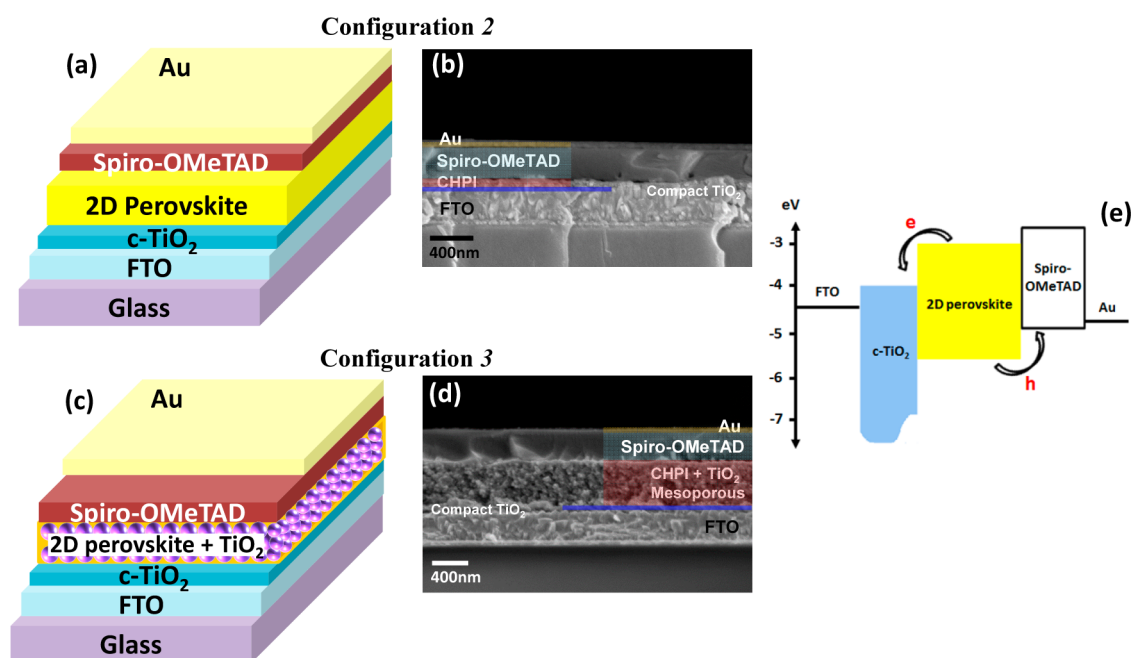 Configuration 2
(a)
Au
Spiro-OMeTAD
2D Perovskite
c-TiO₂
FTO
Glass
(b)
Au
Spiro-OMeTAD
CHPI
Compact TiO₂
FTO
400nm
Configuration 3
(c)
Au
Spiro-OMeTAD
2D perovskite + TiO₂
c-TiO₂
FTO
Glass
(d)
Au
Spiro-OMeTAD
CHPI + TiO₂
Mesoporous
Compact TiO₂
FTO
400nm
(e)
eV
-3
-4
-5
-6
-7
FTO
e
c-TiO₂
2D perovskite
Spiro-
OMeTAD
Au
h